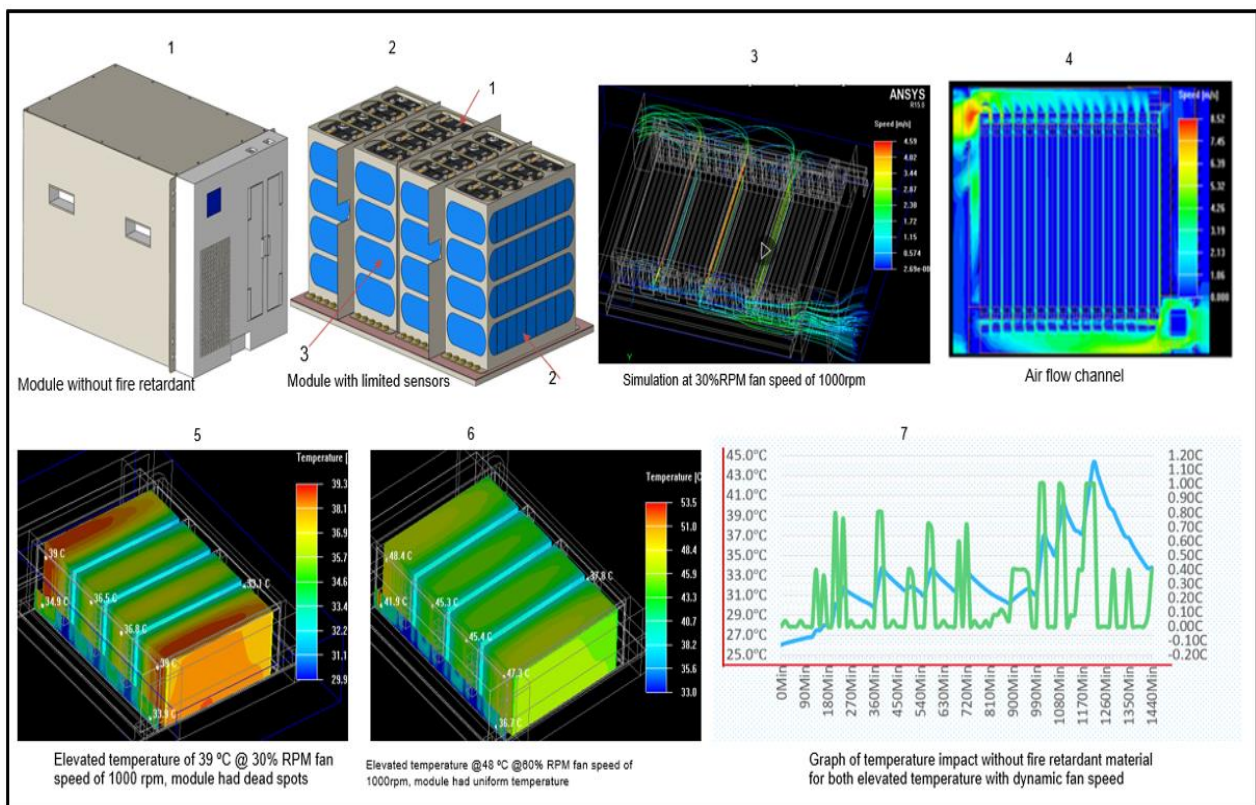 1
2
3
4
1
3
2
Module without fire retardant
Module with limited sensors
ANSYS
R15.0
Speed [m/s]
4.59
4.02
3.44
2.87
2.30
1.72
1.15
0.574
Y
Simulation at 30%RPM fan speed of 1000rpm
Speed [m/s]
8.52
7.45
6.39
5.32
4.26
3.19
2.13
1.06
0.000
Air flow channel
5
6
7
Temperature [
39.3
38.1
36.9
35.7
34.6
33.4
32.2
31.1
29.9
39 C
34.9 C
36.5 C
36.8 C
33.1 C
39 C
33.9 C
Elevated temperature of 39 ºC @ 30% RPM fan
speed of 1000 rpm, module had dead spots
Temperature [C
53.5
51.0
48.4
45.9
43.3
40.7
38.2
35.6
33.0
48.4 C
41.9 C
45.3 C
45.4 C
37.8 C
47.3 C
36.7 C
Elevated temperature @48 ºC @60% RPM fan speed of
1000rpm, module had uniform temperature
45.0°C
43.0°C
41.0°C
39.0°C
37.0°C
35.0°C
33.0°C
31.0°C
29.0°C
27.0°C
25.0°C
1.20C
1.10C
1.00C
0.90C
0.80C
0.70C
0.60C
0.50C
0.40C
0.30C
0.20C
0.10C
0.00C
-0.10C
-0.20C
0Min
90Min
180Min
270Min
360Min
450Min
540Min
630Min
720Min
810Min
900Min
990Min
1080Min
1170Min
1260Min
1350Min
1440Min
Graph of temperature impact without fire retardant material
for both elevated temperature with dynamic fan speed